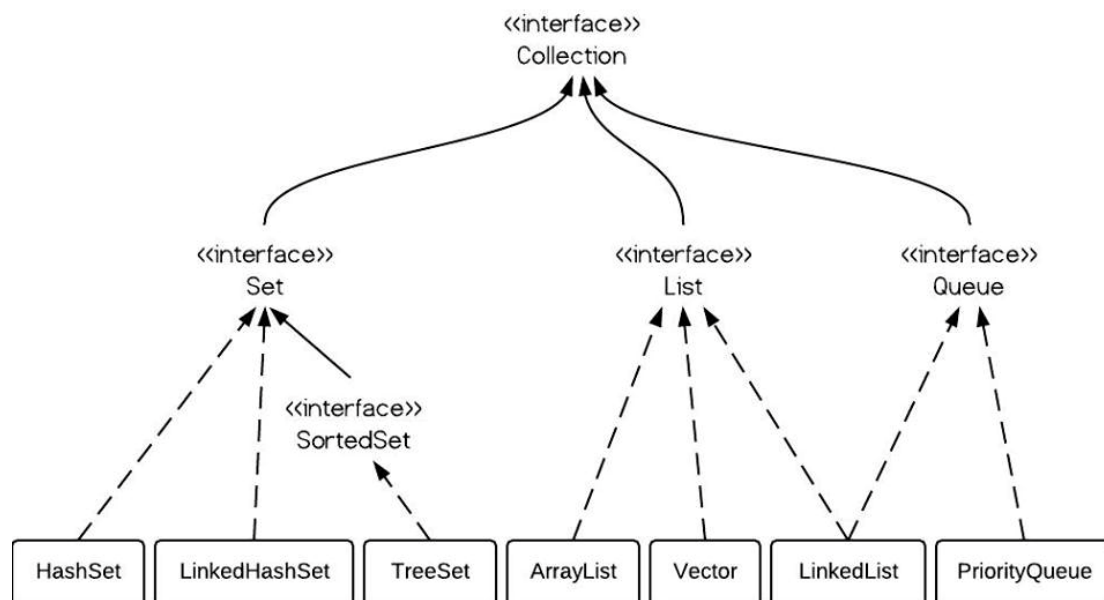 <<interface>>
Collection
<<interface>>
Set
<<interface>>
List
<<interface>>
Queue
<<interface>>
SortedSet
HashSet
LinkedHashSet
TreeSet
ArrayList
Vector
LinkedList
PriorityQueue